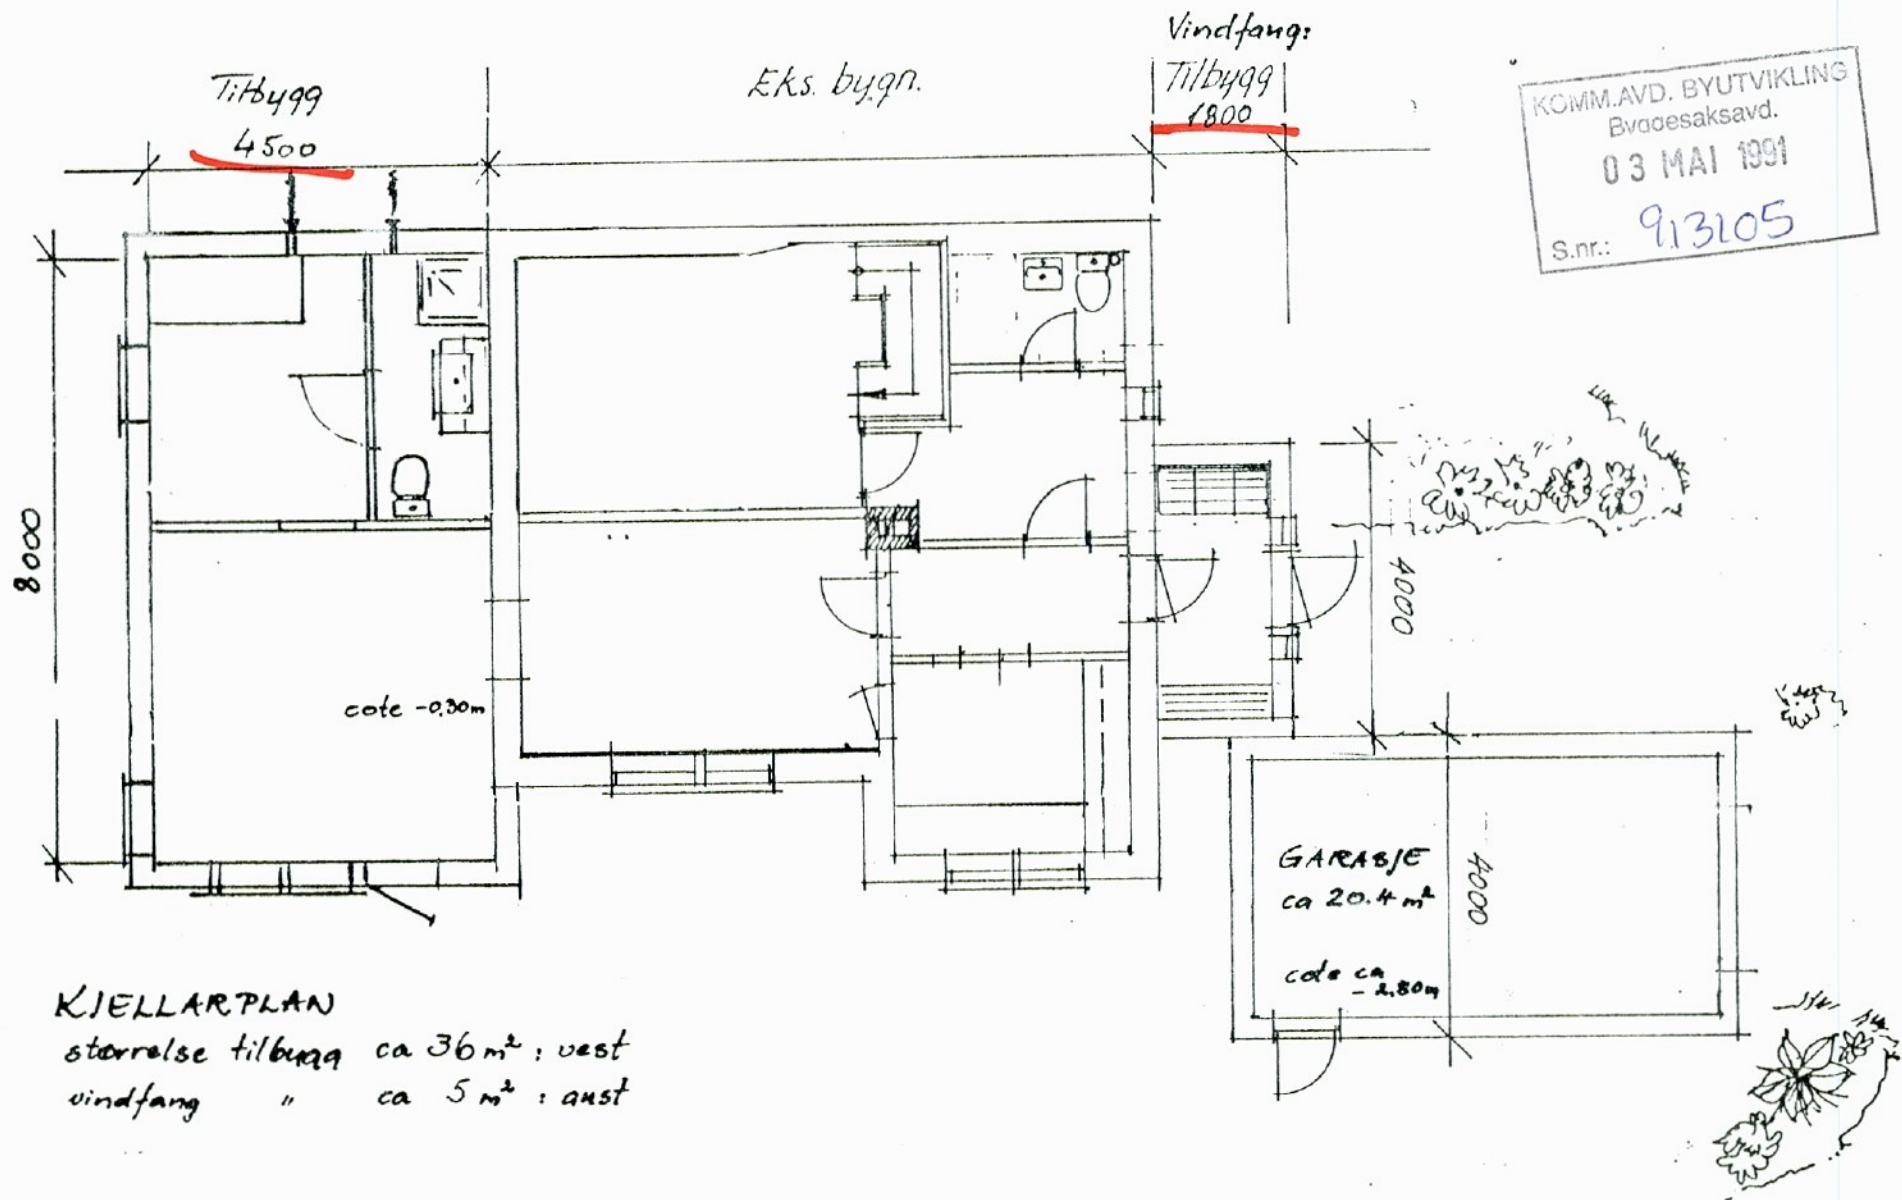 Vindfang:
Tilbygg
1800
Tilbygg
4500
Eks. bygn.
KOMM.AVD. BYUTVIKLING
Byggesaksavd.
03 MAI 1991
S.nr.: 913105
8000
4000
cote -0,30m
GARASJE
ca 20.4 m²
4000
cote ca
- 2,80m
KJELLARPLAN
størrelse tilbygg ca 36 m² : vest
vindfang " ca 5 m² : aust